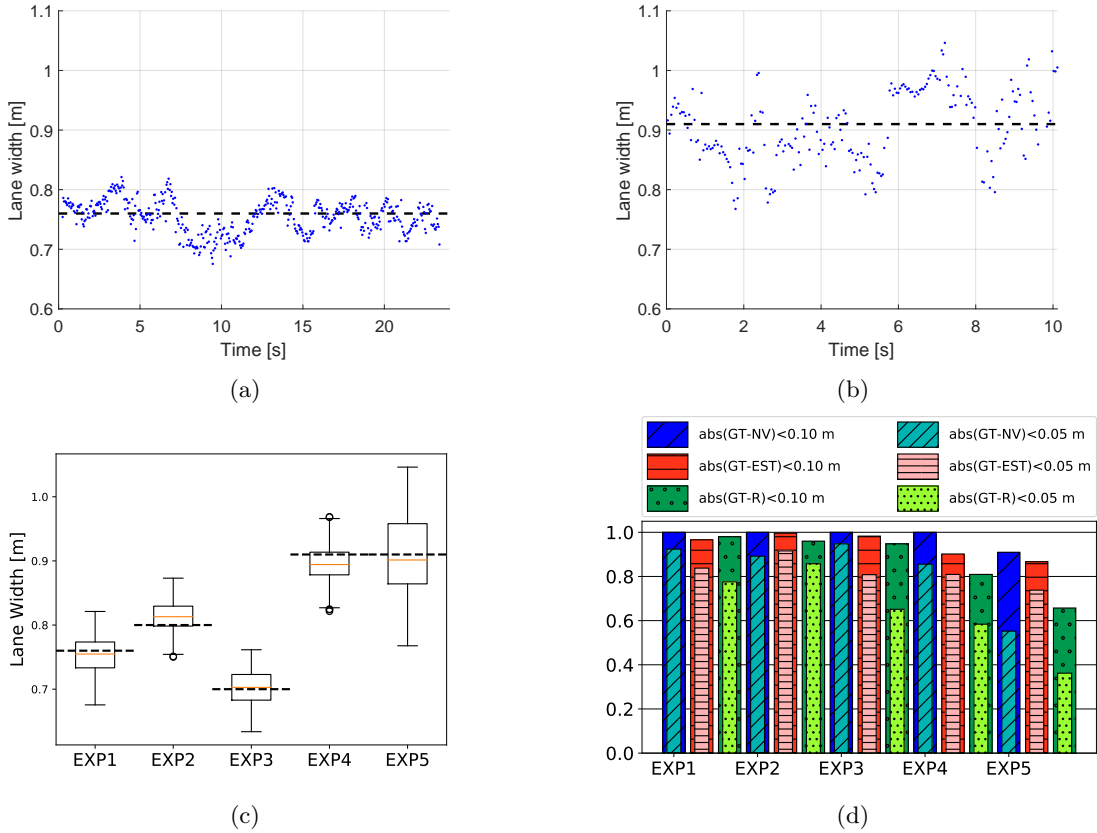 1.1
1
0.9
0.8
0.7
0.6
Lane width [m]
0 5 10 15 20
Time [s]
(a)
1.1
1
0.9
0.8
0.7
0.6
Lane width [m]
0 2 4 6 8 10
Time [s]
(b)
1.0
0.9
0.8
0.7
Lane Width [m]
EXP1 EXP2 EXP3 EXP4 EXP5
(c)
abs(GT-NV)<0.10 m abs(GT-NV)<0.05 m
abs(GT-EST)<0.10 m abs(GT-EST)<0.05 m
abs(GT-R)<0.10 m abs(GT-R)<0.05 m
1.0
0.8
0.6
0.4
0.2
0.0
EXP1 EXP2 EXP3 EXP4 EXP5
(d)